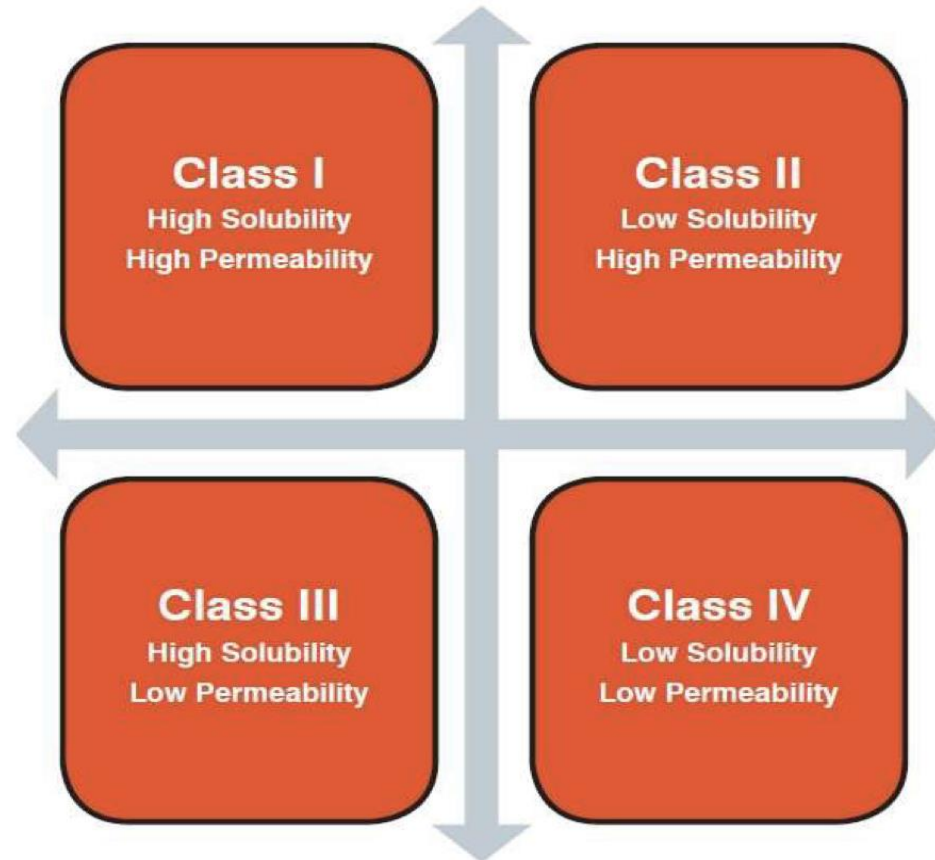 Class I
High Solubility
High Permeability
Class II
Low Solubility
High Permeability
Class III
High Solubility
Low Permeability
Class IV
Low Solubility
Low Permeability